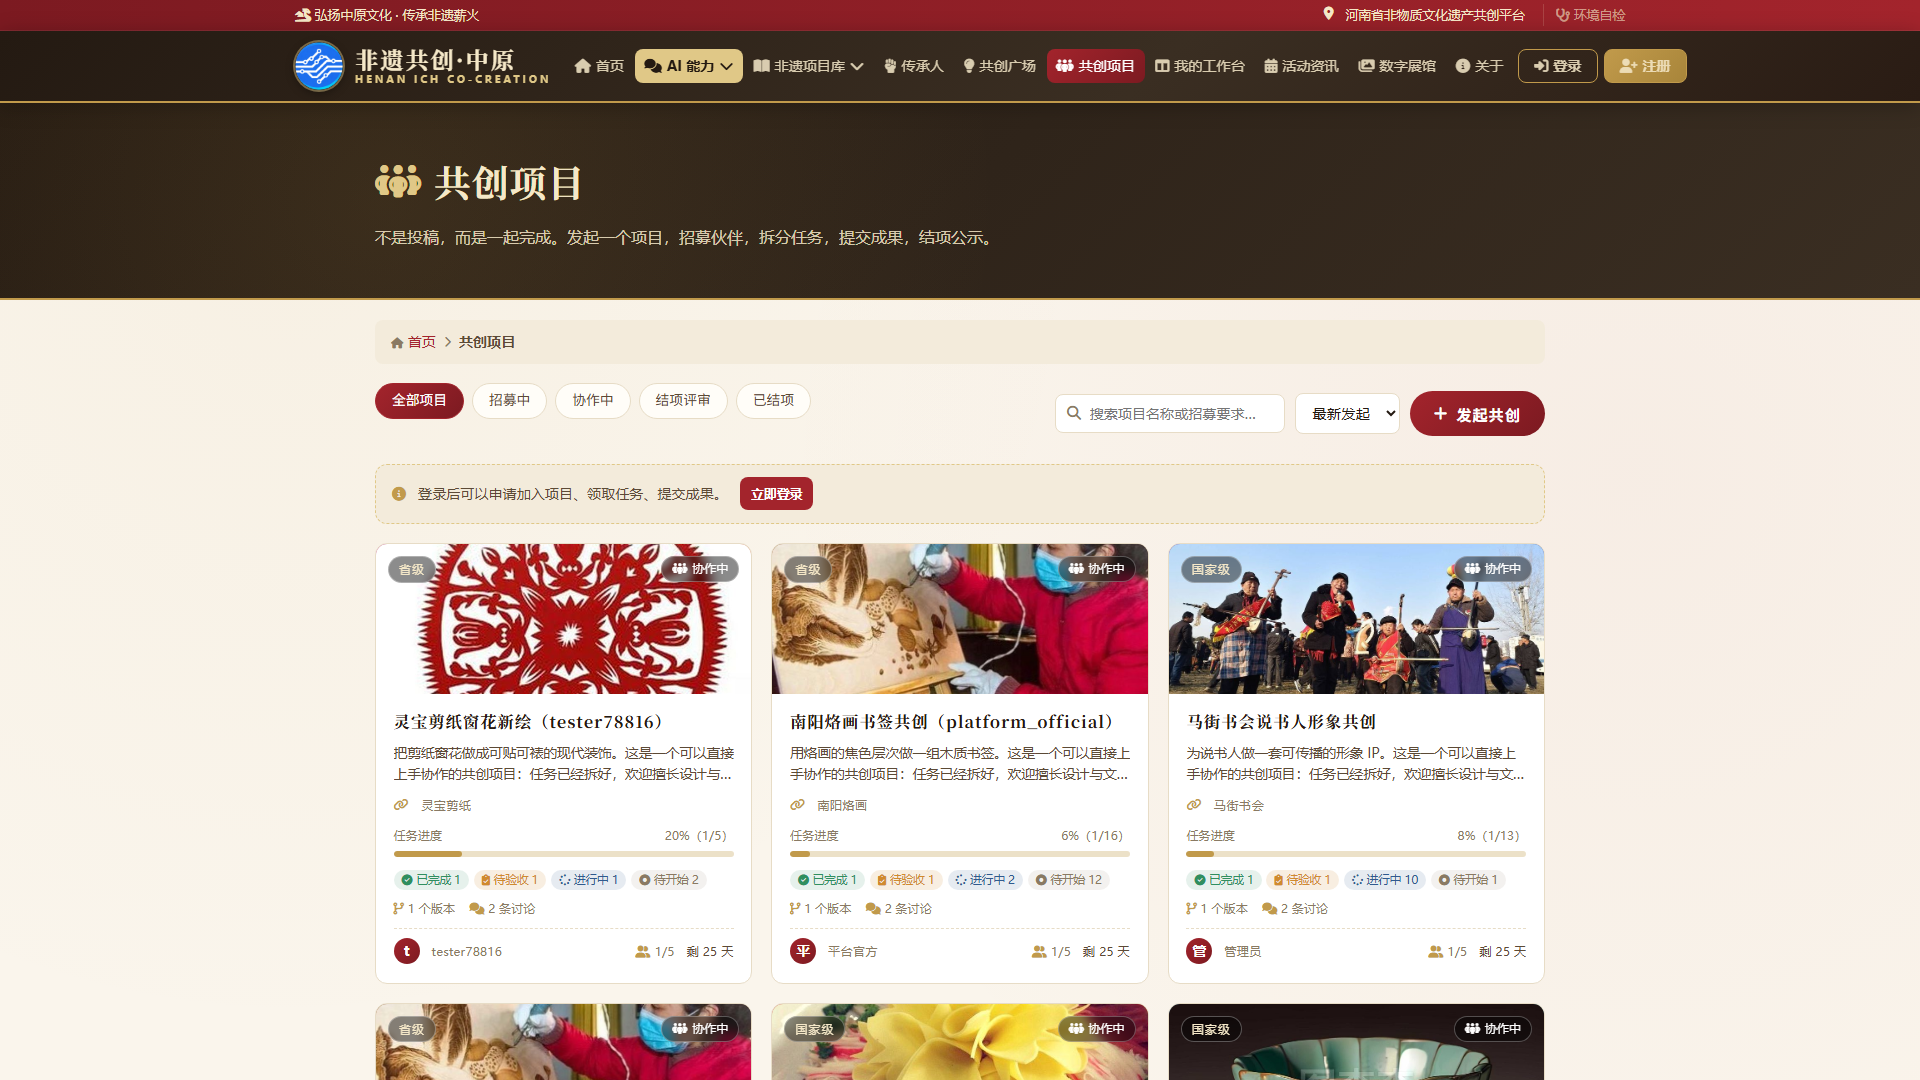 弘扬中原文化 · 传承非遗薪火
河南省非物质文化遗产共创平台
环境自检
非遗共创·中原
HENAN ICH CO-CREATION
首页
AI 能力
非遗项目库
传承人
共创广场
共创项目
我的工作台
活动资讯
数字展馆
关于
登录
注册
共创项目
不是投稿，而是一起完成。发起一个项目，招募伙伴，拆分任务，提交成果，结项公示。
首页
共创项目
全部项目
招募中
协作中
结项评审
已结项
搜索项目名称或招募要求...
最新发起
发起共创
登录后可以申请加入项目、领取任务、提交成果。
立即登录
省级
协作中
灵宝剪纸窗花新绘（tester78816）
把剪纸窗花做成可贴可裱的现代装饰。这是一个可以直接
上手协作的共创项目：任务已经拆好，欢迎擅长设计与...
灵宝剪纸
任务进度
20%（1/5）
已完成 1
待验收 1
进行中 1
待开始 2
1 个版本
2 条讨论
t
tester78816
1/5
剩 25 天
省级
协作中
南阳烙画书签共创（platform_official）
用烙画的焦色层次做一组木质书签。这是一个可以直接上
手协作的共创项目：任务已经拆好，欢迎擅长设计与文...
南阳烙画
任务进度
6%（1/16）
已完成 1
待验收 1
进行中 2
待开始 12
1 个版本
2 条讨论
平
平台官方
1/5
剩 25 天
国家级
协作中
马街书会说书人形象共创
为说书人做一套可传播的形象 IP。这是一个可以直接上
手协作的共创项目：任务已经拆好，欢迎擅长设计与文...
马街书会
任务进度
8%（1/13）
已完成 1
待验收 1
进行中 10
待开始 1
1 个版本
2 条讨论
管
管理员
1/5
剩 25 天
省级
协作中
国家级
协作中
国家级
协作中